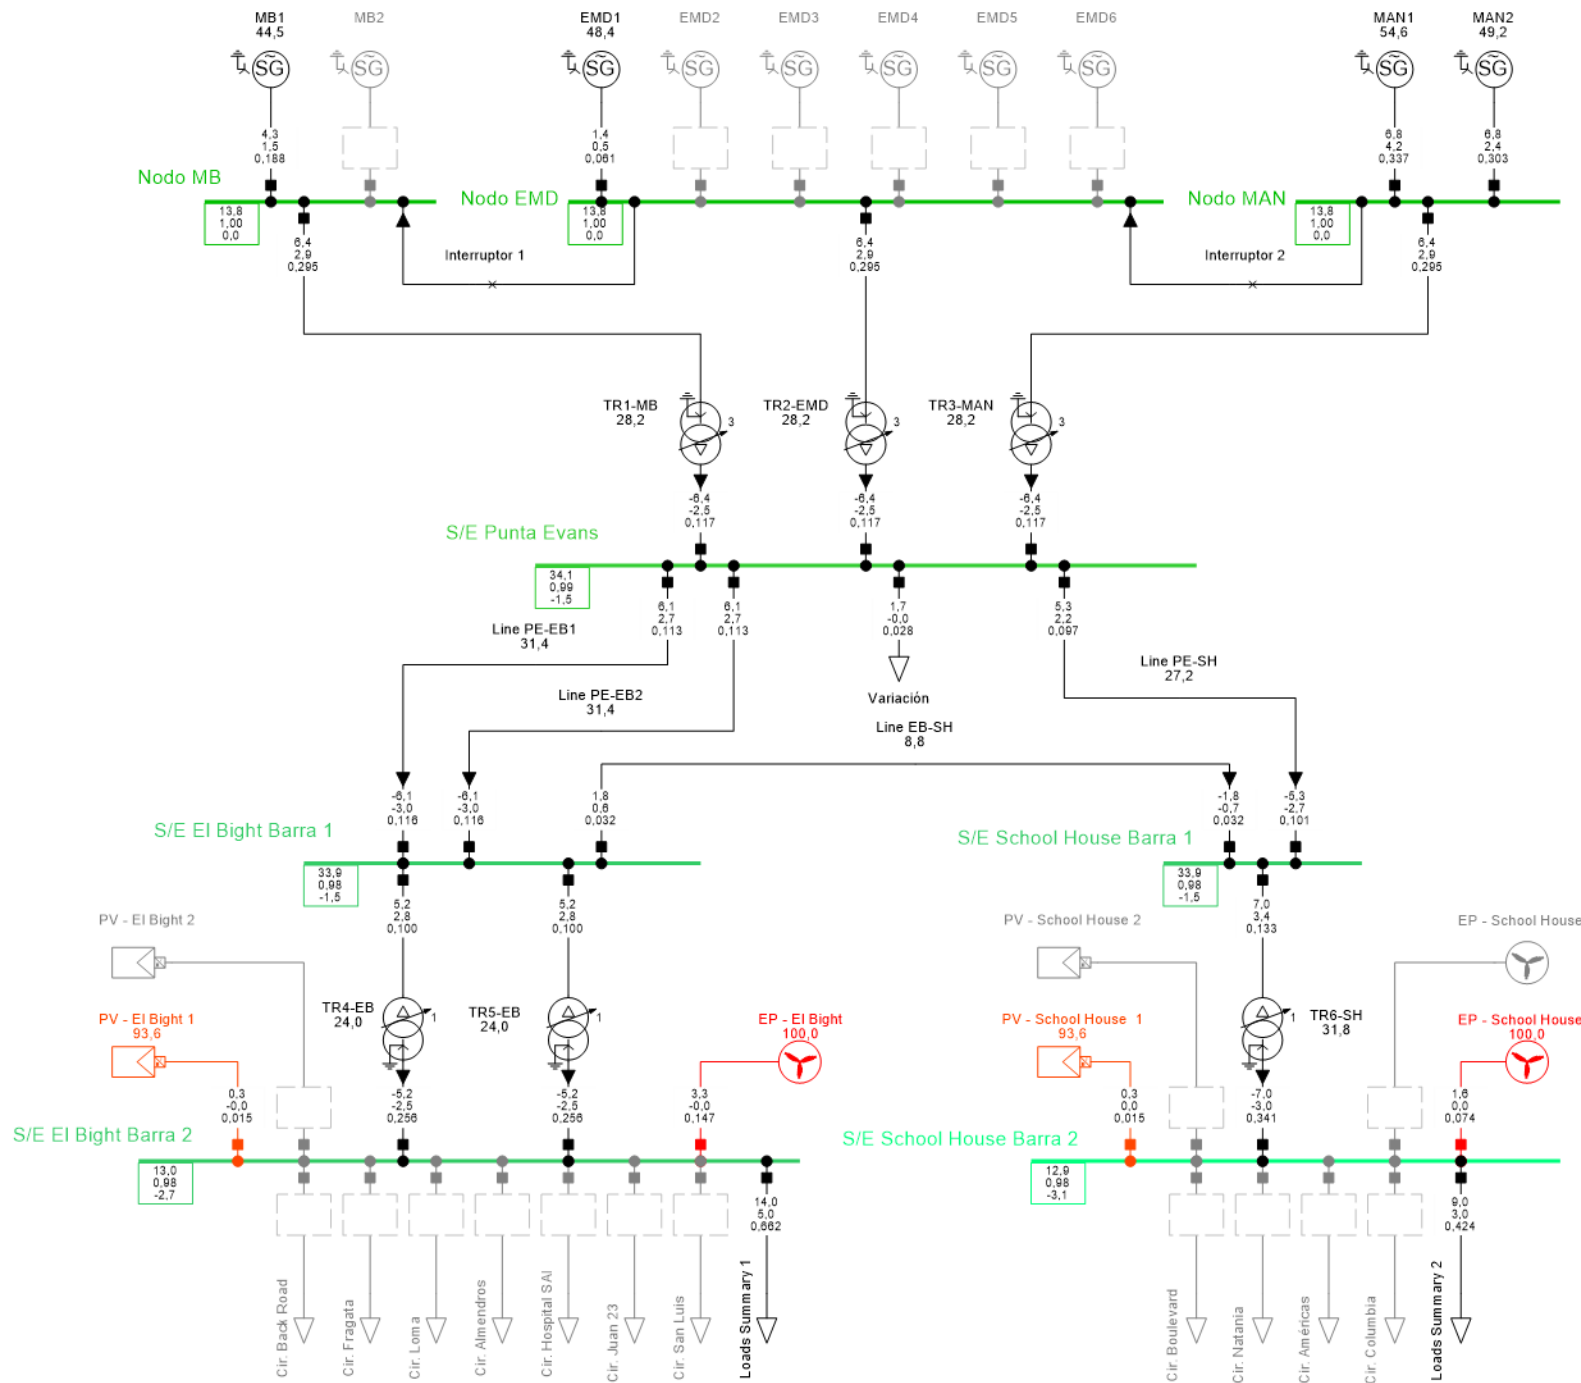 MB1
44,5
MB2
EMD1
48,4
EMD2
EMD3
EMD4
EMD5
EMD6
MAN1
54,6
MAN2
49,2
SG
SG
SG
SG
SG
SG
SG
SG
SG
SG
4,3
1,5
0,188
1,4
0,5
0,061
6,8
4,2
0,337
6,8
2,4
0,303
Nodo MB
Nodo EMD
Nodo MAN
13,8
1,00
0,0
13,8
1,00
0,0
13,8
1,00
0,0
6,4
2,9
0,295
Interruptor 1
6,4
2,9
0,295
Interruptor 2
6,4
2,9
0,295
TR1-MB
28,2
3
TR2-EMD
28,2
3
TR3-MAN
28,2
3
-6,4
-2,5
0,117
-6,4
-2,5
0,117
-6,4
-2,5
0,117
S/E Punta Evans
34,1
0,99
-1,5
6,1
2,7
0,113
6,1
2,7
0,113
1,7
-0,0
0,028
5,3
2,2
0,097
Line PE-EB1
31,4
Line PE-EB2
31,4
Variación
Line PE-SH
27,2
Line EB-SH
8,8
-6,1
-3,0
0,116
-6,1
-3,0
0,116
1,8
0,6
0,032
-1,8
-0,7
0,032
-5,3
-2,7
0,101
S/E El Bight Barra 1
S/E School House Barra 1
33,9
0,98
-1,5
33,9
0,98
-1,5
5,2
2,8
0,100
5,2
2,8
0,100
7,0
3,4
0,133
PV - El Bight 2
PV - School House 2
EP - School House
PV - El Bight 1
93,6
TR4-EB
24,0
1
TR5-EB
24,0
1
EP - El Bight
100,0
PV - School House 1
93,6
TR6-SH
31,8
1
EP - School House
100,0
0,3
-0,0
0,015
-5,2
-2,5
0,256
-5,2
-2,5
0,256
3,3
-0,0
0,147
0,3
0,0
0,015
-7,0
-3,0
0,341
1,6
0,0
0,074
S/E El Bight Barra 2
S/E School House Barra 2
13,0
0,98
-2,7
12,9
0,98
-3,1
14,0
5,0
0,662
9,0
3,0
0,424
Cir. Back Road
Cir. Fragata
Cir. Loma
Cir. Almendros
Cir. Hospital SAI
Cir. Juan 23
Cir. San Luis
Loads Summary 1
Cir. Boulevard
Cir. Natania
Cir. Américas
Cir. Columbia
Loads Summary 2